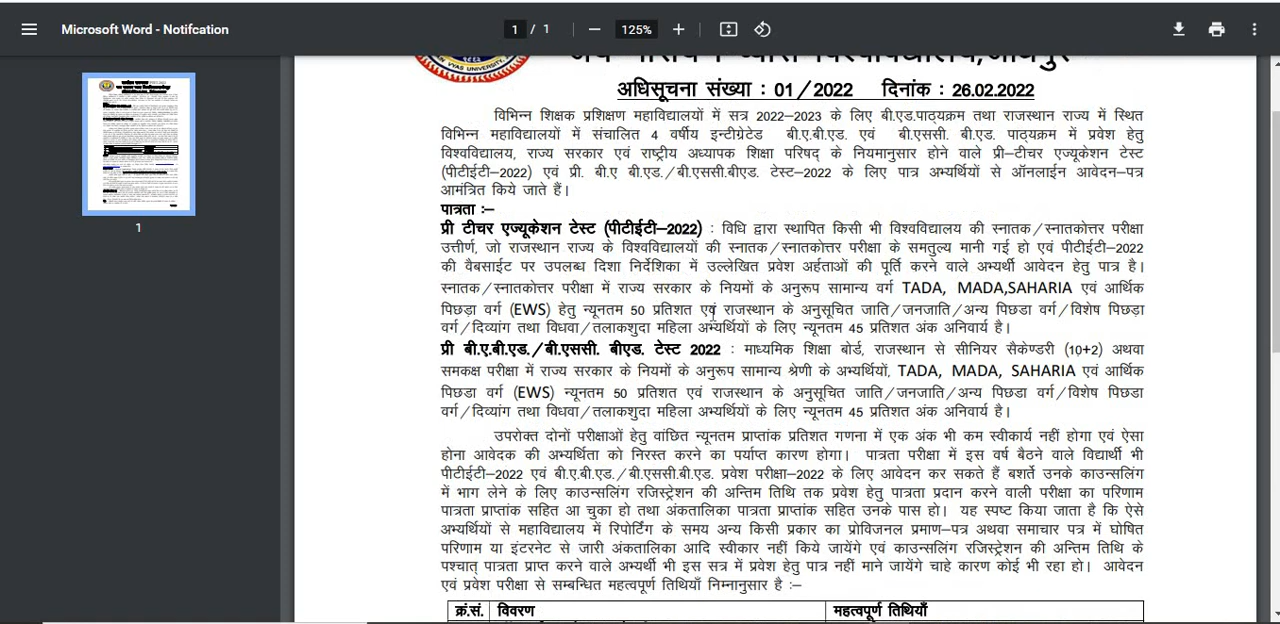 Microsoft Word - Notifcation
1 / 1
125%
1
VYAS UNIVERSITY,
अधिसूचना संख्या : 01/2022 दिनांक : 26.02.2022
विभिन्न शिक्षक प्रशिक्षण महाविद्यालयों में सत्र 2022–2023 के लिए बी.एड.पाठ्यक्रम तथा राजस्थान राज्य में स्थित
विभिन्न महाविद्यालयों में संचालित 4 वर्षीय इन्टीग्रेटेड बी.ए.बी.एड. एवं बी.एससी. बी.एड. पाठ्यक्रम में प्रवेश हेतु
विश्वविद्यालय, राज्य सरकार एवं राष्ट्रीय अध्यापक शिक्षा परिषद के नियमानुसार होने वाले प्री–टीचर एज्यूकेशन टेस्ट
(पीटीईटी–2022) एवं प्री. बी.ए बी.एड./बी.एससी.बीएड. टेस्ट–2022 के लिए पात्र अभ्यर्थियों से ऑनलाईन आवेदन–पत्र
आमंत्रित किये जाते हैं।
पात्रता :–
प्री टीचर एज्यूकेशन टेस्ट (पीटीईटी–2022) : विधि द्वारा स्थापित किसी भी विश्वविद्यालय की स्नातक/स्नातकोत्तर परीक्षा
उत्तीर्ण, जो राजस्थान राज्य के विश्वविद्यालयों की स्नातक/स्नातकोत्तर परीक्षा के समतुल्य मानी गई हो एवं पीटीईटी–2022
की वैबसाईट पर उपलब्ध दिशा निर्देशिका में उल्लेखित प्रवेश अर्हताओं की पूर्ति करने वाले अभ्यर्थी आवेदन हेतु पात्र है।
स्नातक/स्नातकोत्तर परीक्षा में राज्य सरकार के नियमों के अनुरूप सामान्य वर्ग TADA, MADA,SAHARIA एवं आर्थिक
पिछड़ा वर्ग (EWS) हेतु न्यूनतम 50 प्रतिशत एवं राजस्थान के अनुसूचित जाति/जनजाति/अन्य पिछडा वर्ग/विशेष पिछड़ा
वर्ग/दिव्यांग तथा विधवा/तलाकशुदा महिला अभ्यर्थियों के लिए न्यूनतम 45 प्रतिशत अंक अनिवार्य है।
प्री बी.ए.बी.एड./बी.एससी. बीएड. टेस्ट 2022 : माध्यमिक शिक्षा बोर्ड, राजस्थान से सीनियर सैकेण्डरी (10+2) अथवा
समकक्ष परीक्षा में राज्य सरकार के नियमों के अनुरूप सामान्य श्रेणी के अभ्यर्थियों, TADA, MADA, SAHARIA एवं आर्थिक
पिछडा वर्ग (EWS) न्यूनतम 50 प्रतिशत एवं राजस्थान के अनुसूचित जाति/जनजाति/अन्य पिछडा वर्ग/विशेष पिछडा
वर्ग/दिव्यांग तथा विधवा/तलाकशुदा महिला अभ्यर्थियों के लिए न्यूनतम 45 प्रतिशत अंक अनिवार्य है।
उपरोक्त दोनों परीक्षाओं हेतु वांछित न्यूनतम प्राप्तांक प्रतिशत गणना में एक अंक भी कम स्वीकार्य नहीं होगा एवं ऐसा
होना आवेदक की अभ्यर्थिता को निरस्त करने का पर्याप्त कारण होगा। पात्रता परीक्षा में इस वर्ष बैठने वाले विद्यार्थी भी
पीटीईटी–2022 एवं बी.ए.बी.एड./बी.एससी.बी.एड. प्रवेश परीक्षा–2022 के लिए आवेदन कर सकते हैं बशर्ते उनके काउन्सलिंग
में भाग लेने के लिए काउन्सलिंग रजिस्ट्रेशन की अन्तिम तिथि तक प्रवेश हेतु पात्रता प्रदान करने वाली परीक्षा का परिणाम
पात्रता प्राप्तांक सहित आ चुका हो तथा अंकतालिका पात्रता प्राप्तांक सहित उनके पास हो। यह स्पष्ट किया जाता है कि ऐसे
अभ्यर्थियों से महाविद्यालय में रिपोर्टिंग के समय अन्य किसी प्रकार का प्रोविजनल प्रमाण–पत्र अथवा समाचार पत्र में घोषित
परिणाम या इंटरनेट से जारी अंकतालिका आदि स्वीकार नहीं किये जायेंगे एवं काउन्सलिंग रजिस्ट्रेशन की अन्तिम तिथि के
पश्चात् पात्रता प्राप्त करने वाले अभ्यर्थी भी इस सत्र में प्रवेश हेतु पात्र नहीं माने जायेंगे चाहे कारण कोई भी रहा हो। आवेदन
एवं प्रवेश परीक्षा से सम्बन्धित महत्वपूर्ण तिथियाँ निम्नानुसार है :–
क्रं.सं. विवरण महत्वपूर्ण तिथियाँ